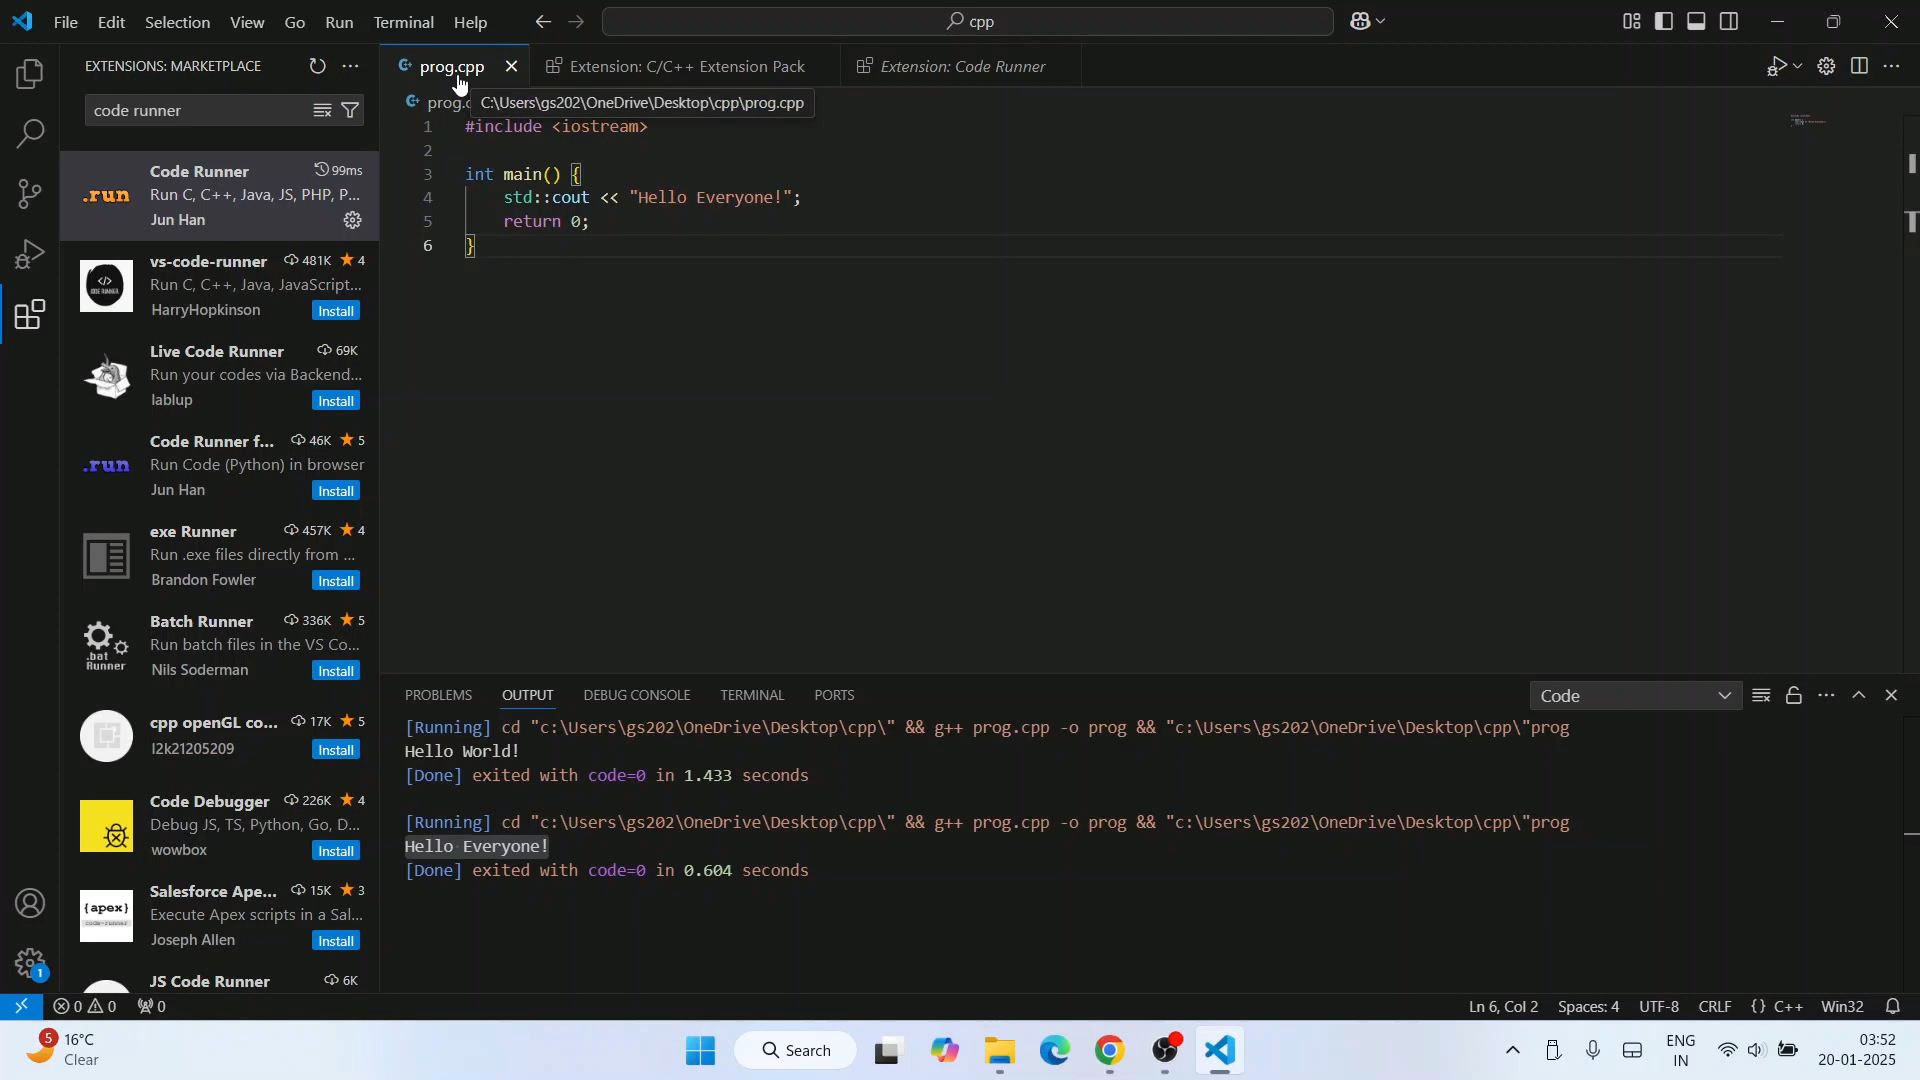 File Edit Selection View Go Run Terminal Help
cpp
EXTENSIONS: MARKETPLACE
code runner
Code Runner 99ms
Run C, C++, Java, JS, PHP, P...
Jun Han
vs-code-runner 481K 4
Run C, C++, Java, JavaScript...
HarryHopkinson Install
Live Code Runner 69K
Run your codes via Backend...
lablup Install
Code Runner f... 46K 5
Run Code (Python) in browser
Jun Han Install
exe Runner 457K 4
Run .exe files directly from ...
Brandon Fowler Install
Batch Runner 336K 5
Run batch files in the VS Co...
Nils Soderman Install
cpp openGL co... 17K 5
l2k21205209 Install
Code Debugger 226K 4
Debug JS, TS, Python, Go, D...
wowbox Install
Salesforce Ape... 15K 3
Execute Apex scripts in a Sal...
Joseph Allen Install
JS Code Runner 6K
.run
CODE RUNNER
.run
.bat
Runner
{apex}
prog.cpp Extension: C/C++ Extension Pack Extension: Code Runner
prog.c C:\Users\gs202\OneDrive\Desktop\cpp\prog.cpp
1 #include <iostream>
2
3 int main() {
4 std::cout << "Hello Everyone!";
5 return 0;
6 }
PROBLEMS OUTPUT DEBUG CONSOLE TERMINAL PORTS Code
[Running] cd "c:\Users\gs202\OneDrive\Desktop\cpp\" && g++ prog.cpp -o prog && "c:\Users\gs202\OneDrive\Desktop\cpp\"prog
Hello World!
[Done] exited with code=0 in 1.433 seconds
[Running] cd "c:\Users\gs202\OneDrive\Desktop\cpp\" && g++ prog.cpp -o prog && "c:\Users\gs202\OneDrive\Desktop\cpp\"prog
Hello Everyone!
[Done] exited with code=0 in 0.604 seconds
1
0 0 0 Ln 6, Col 2 Spaces: 4 UTF-8 CRLF {} C++ Win32
5 16°C
Clear
Search
ENG
IN
03:52
20-01-2025